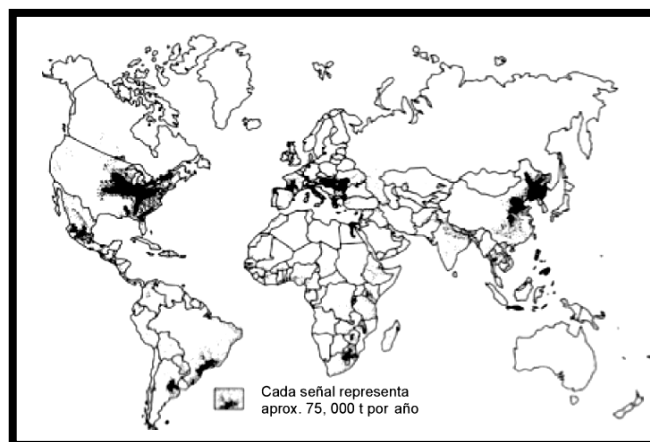 Cada señal representa
aprox. 75, 000 t por año